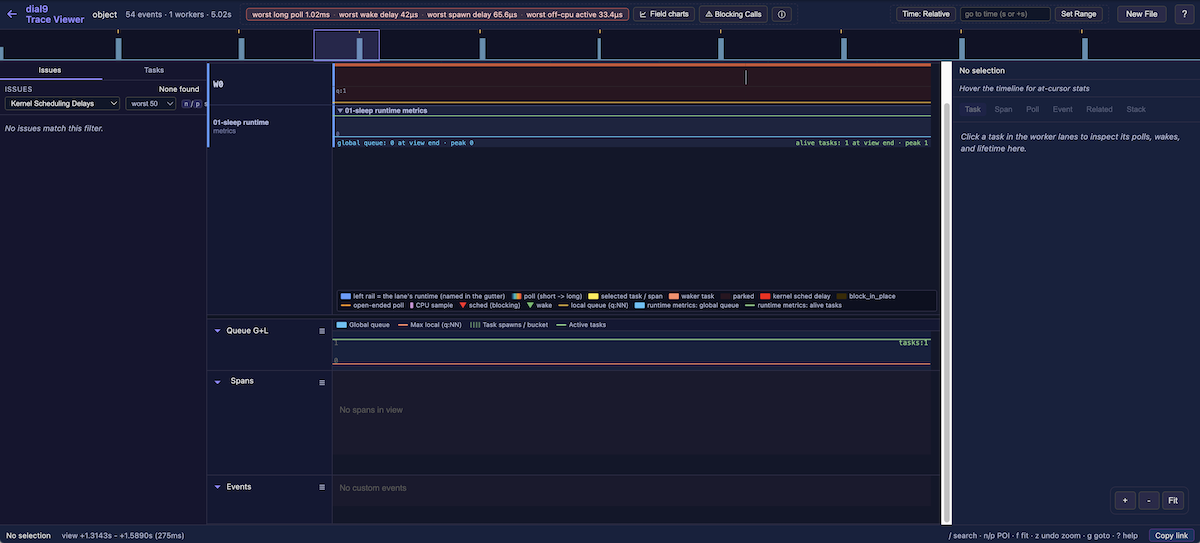 dial9
Trace Viewer
object
54 events · 1 workers · 5.02s
worst long poll 1.02ms worst wake delay 42µs worst spawn delay 65.6µs worst off-cpu active 33.4µs
Field charts
Blocking Calls
Time: Relative
go to time (s or +s)
Set Range
New File
?
Issues
Tasks
ISSUES
None found
Kernel Scheduling Delays
worst 50
n / p
No issues match this filter.
W0
q:1
01-sleep runtime
metrics
01-sleep runtime metrics
global queue: 0 at view end · peak 0
alive tasks: 1 at view end · peak 1
left rail = the lane's runtime (named in the gutter) poll (short -> long) selected task / span waker task parked kernel sched delay block_in_place
open-ended poll CPU sample sched (blocking) wake local queue (q:NN) runtime metrics: global queue runtime metrics: alive tasks
Queue G+L
Global queue Max local (q:NN) Task spawns / bucket Active tasks
1
tasks:1
0
Spans
No spans in view
Events
No custom events
No selection
Hover the timeline for at-cursor stats
Task Span Poll Event Related Stack
Click a task in the worker lanes to inspect its polls, wakes,
and lifetime here.
+
-
Fit
No selection
view +1.3143s – +1.5890s (275ms)
/ search · n/p POI · f fit · z undo zoom · g goto · ? help
Copy link